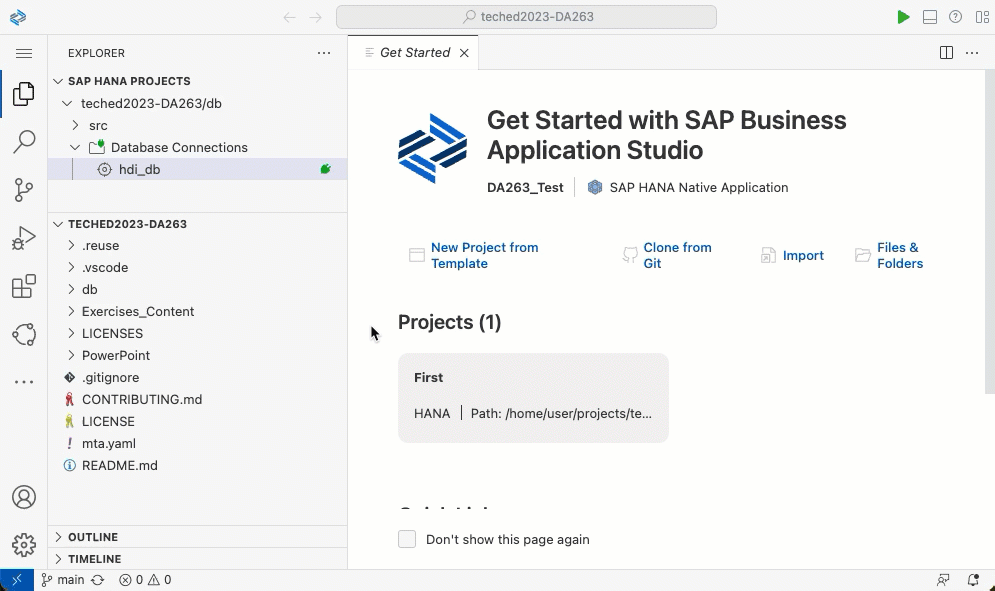 teched2023-DA263
EXPLORER
Get Started
SAP HANA PROJECTS
teched2023-DA263/db
src
Database Connections
hdi_db
TECHED2023-DA263
.reuse
.vscode
db
Exercises_Content
LICENSES
PowerPoint
.gitignore
CONTRIBUTING.md
LICENSE
mta.yaml
README.md
OUTLINE
TIMELINE
Get Started with SAP Business
Application Studio
DA263_Test
SAP HANA Native Application
New Project from
Template
Clone from
Git
Import
Files &
Folders
Projects (1)
First
HANA
Path: /home/user/projects/te...
Don't show this page again
main
0
0